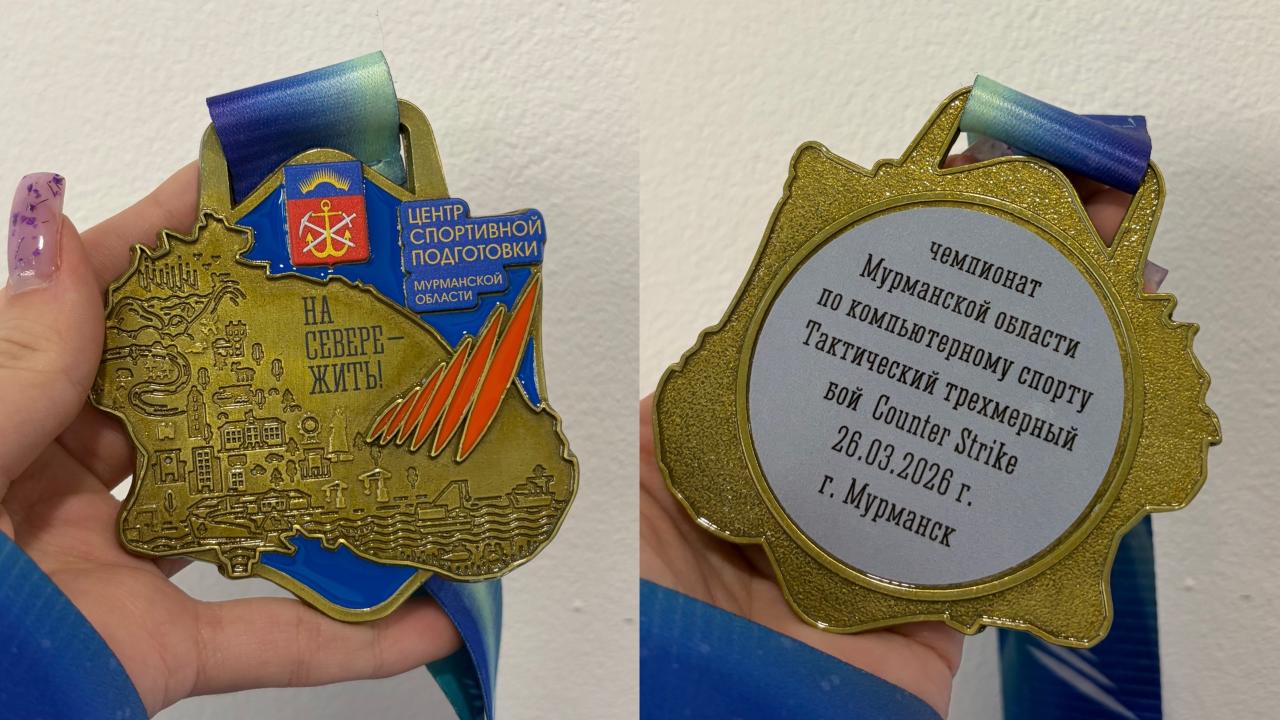 ЦЕНТР
СПОРТИВНОЙ
ПОДГОТОВКИ
МУРМАНСКОЙ
ОБЛАСТИ
НА
СЕВЕРЕ –
ЖИТЬ!
чемпионат
Мурманской области
по компьютерному спорту
Тактический трехмерный
бой Counter Strike
26.03.2026 г.
г. Мурманск